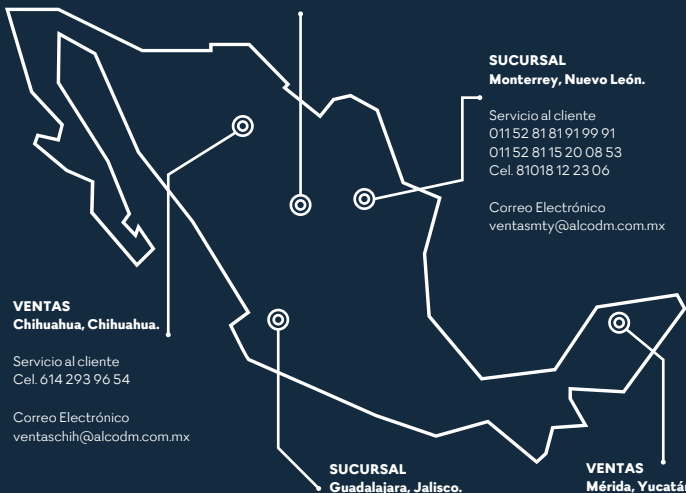 SUCURSAL
Monterrey, Nuevo León.
Servicio al cliente
011 52 81 81 91 99 91
011 52 81 15 20 08 53
Cel. 81018 12 23 06
Correo Electrónico
ventasmty@alcodm.com.mx
VENTAS
Chihuahua, Chihuahua.
Servicio al cliente
Cel. 614 293 96 54
Correo Electrónico
ventaschih@alcodm.com.mx
SUCURSAL
Guadalajara, Jalisco.
VENTAS
Mérida, Yucatán